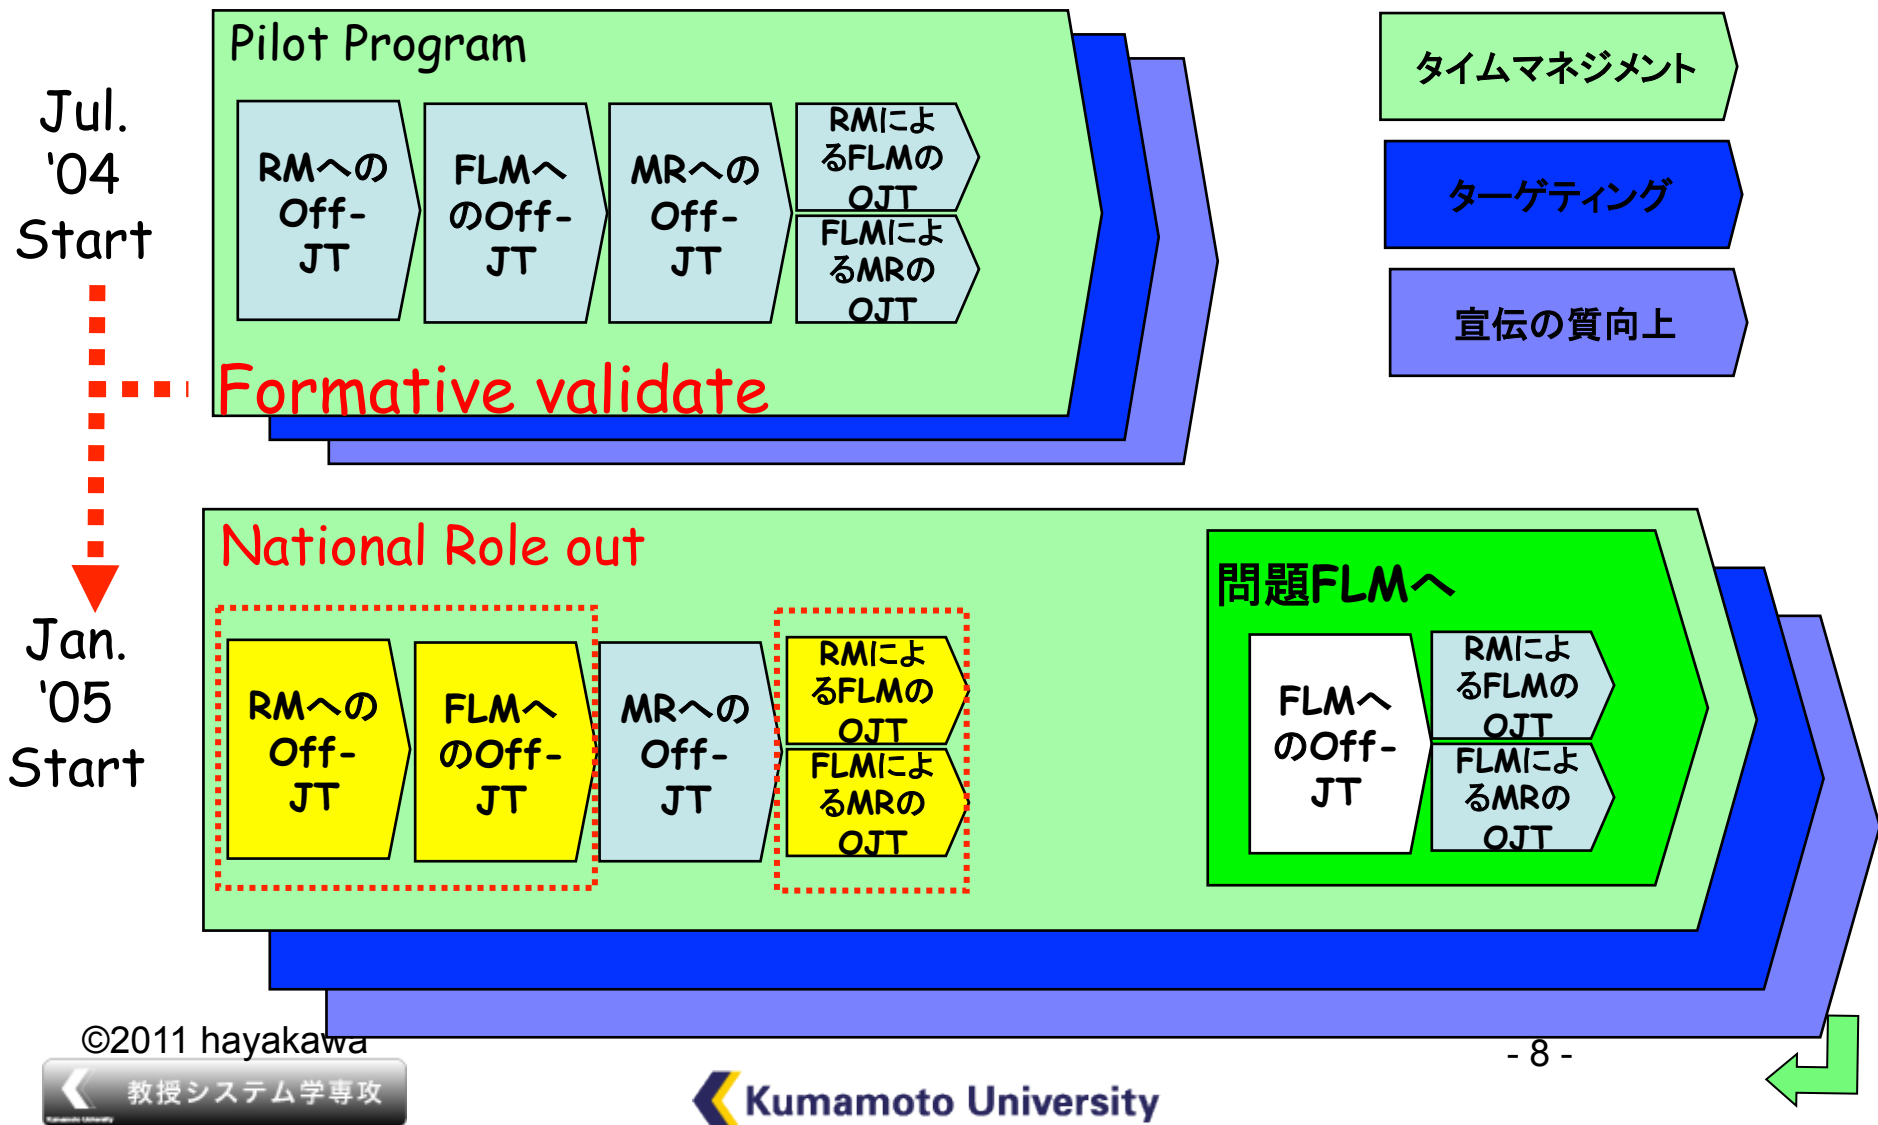 Pilot Program
Jul.
'04
Start
RMへの
Off-
JT
FLMへ
のOff-
JT
MRへの
Off-
JT
RMによ
るFLMの
OJT
FLMによ
るMRの
OJT
Formative validate
タイムマネジメント
ターゲティング
宣伝の質向上
National Role out
Jan.
'05
Start
RMへの
Off-
JT
FLMへ
のOff-
JT
MRへの
Off-
JT
RMによ
るFLMの
OJT
FLMによ
るMRの
OJT
問題FLMへ
FLMへ
のOff-
JT
RMによ
るFLMの
OJT
FLMによ
るMRの
OJT
©2011 hayakawa
- 8 -
教授システム学専攻
Kumamoto University
Kumamoto University